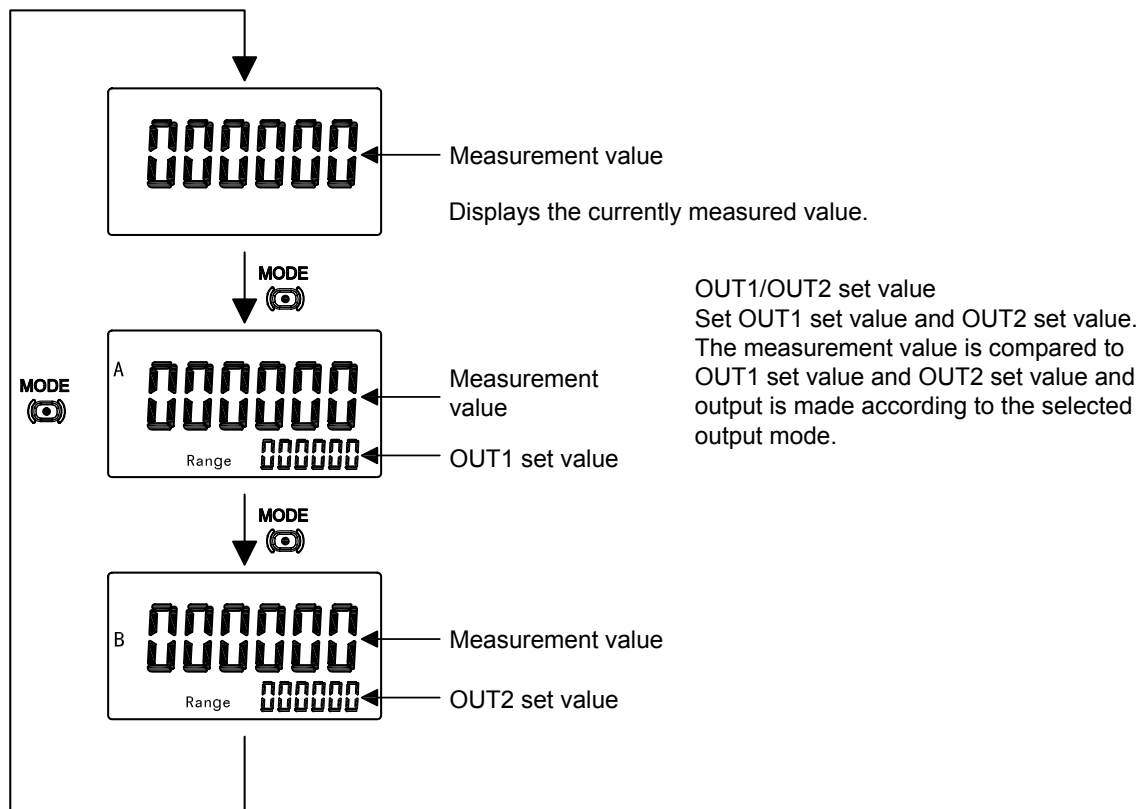 000000
Measurement value
Displays the currently measured value.
MODE
OUT1/OUT2 set value
Set OUT1 set value and OUT2 set value.
The measurement value is compared to
OUT1 set value and OUT2 set value and
output is made according to the selected
output mode.
A
000000
Measurement
value
Range
000000
OUT1 set value
MODE
MODE
B
000000
Measurement value
Range
000000
OUT2 set value